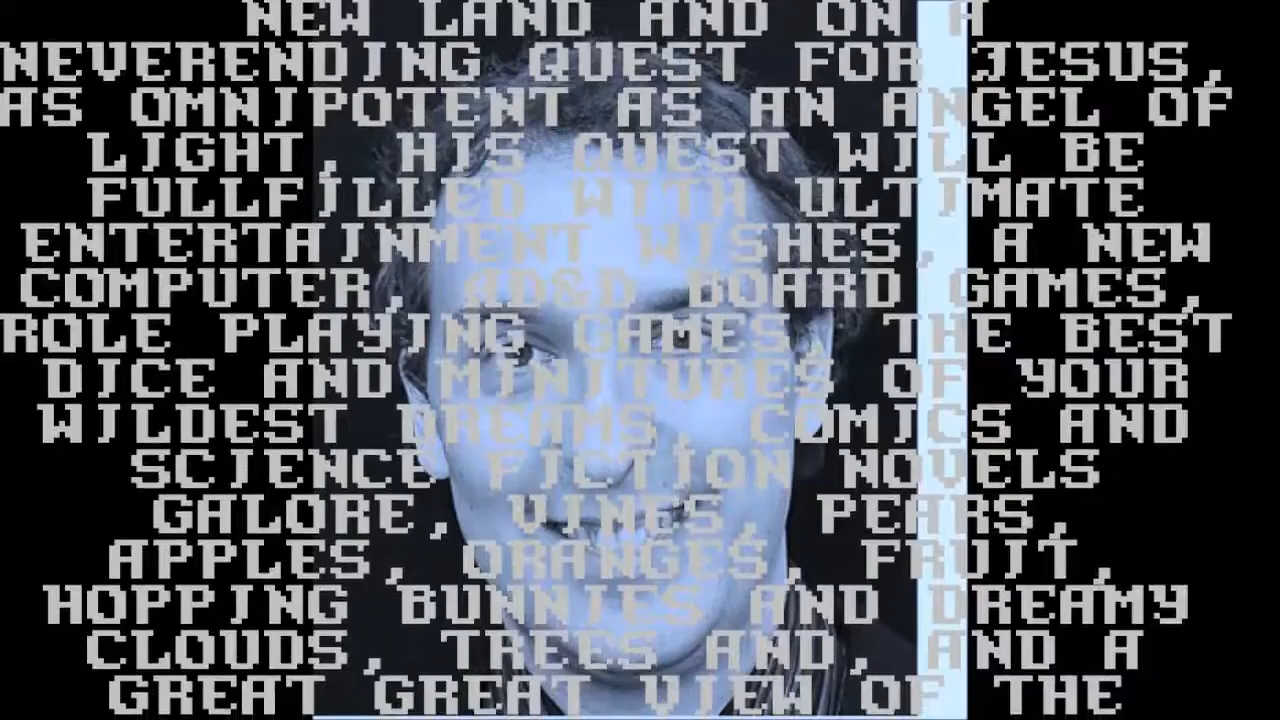 NEW LAND AND ON A
NEVERENDING QUEST FOR JESUS,
AS OMNIPOTENT AS AN ANGEL OF
LIGHT, HIS QUEST WILL BE
FULLFILLED WITH ULTIMATE
ENTERTAINMENT WISHES, A NEW
COMPUTER, AD&D BOARD GAMES,
ROLE PLAYING GAMES, THE BEST
DICE AND MINITURES OF YOUR
WILDEST DREAMS, COMICS AND
SCIENCE FICTION NOVELS
GALORE, VINES, PEARS,
APPLES, ORANGES, FRUIT,
HOPPING BUNNIES AND DREAMY
CLOUDS, TREES AND, AND A
GREAT GREAT VIEW OF THE